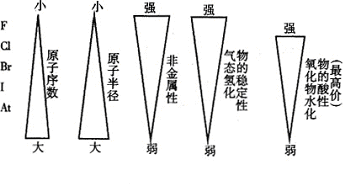 F
Cl
Br
I
At
小
原子序数
大
小
原子半径
大
强
非金属性
弱
强
气态氢化
物的稳定性
弱
强
(最高价)
氧化物水化
物的酸性
弱